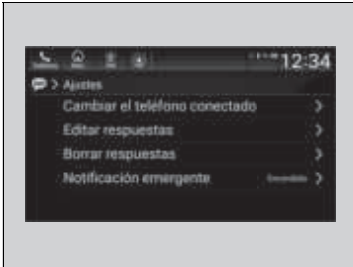 12:34
Ajustes
Cambiar el teléfono conectado
Editar respuestas
Borrar respuestas
Notificación emergente